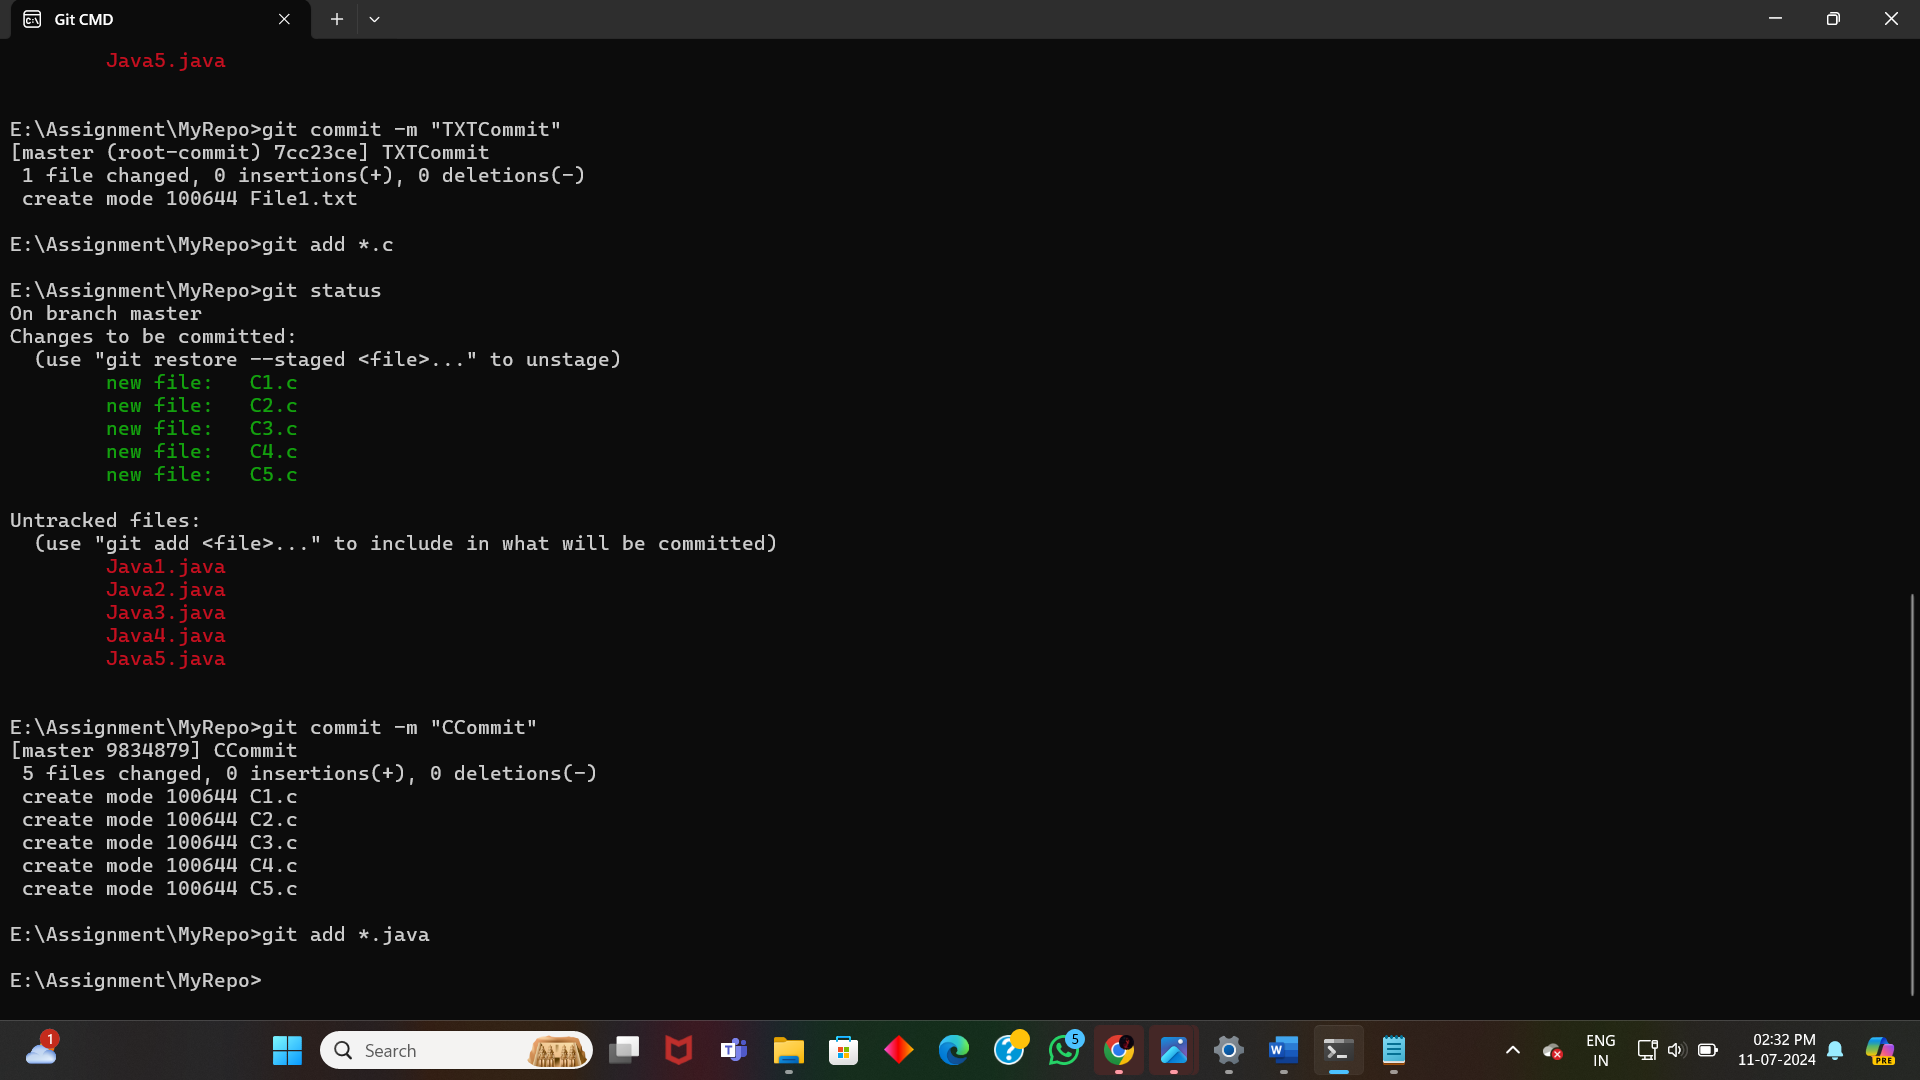 Git CMD
Java5.java
E:\Assignment\MyRepo>git commit -m "TXTCommit"
[master (root-commit) 7cc23ce] TXTCommit
 1 file changed, 0 insertions(+), 0 deletions(-)
 create mode 100644 File1.txt
E:\Assignment\MyRepo>git add *.c
E:\Assignment\MyRepo>git status
On branch master
Changes to be committed:
  (use "git restore --staged <file>..." to unstage)
        new file:   C1.c
        new file:   C2.c
        new file:   C3.c
        new file:   C4.c
        new file:   C5.c
Untracked files:
  (use "git add <file>..." to include in what will be committed)
        Java1.java
        Java2.java
        Java3.java
        Java4.java
        Java5.java
E:\Assignment\MyRepo>git commit -m "CCommit"
[master 9834879] CCommit
 5 files changed, 0 insertions(+), 0 deletions(-)
 create mode 100644 C1.c
 create mode 100644 C2.c
 create mode 100644 C3.c
 create mode 100644 C4.c
 create mode 100644 C5.c
E:\Assignment\MyRepo>git add *.java
E:\Assignment\MyRepo>
1
Search
5
ENG
IN
02:32 PM
11-07-2024
PRE